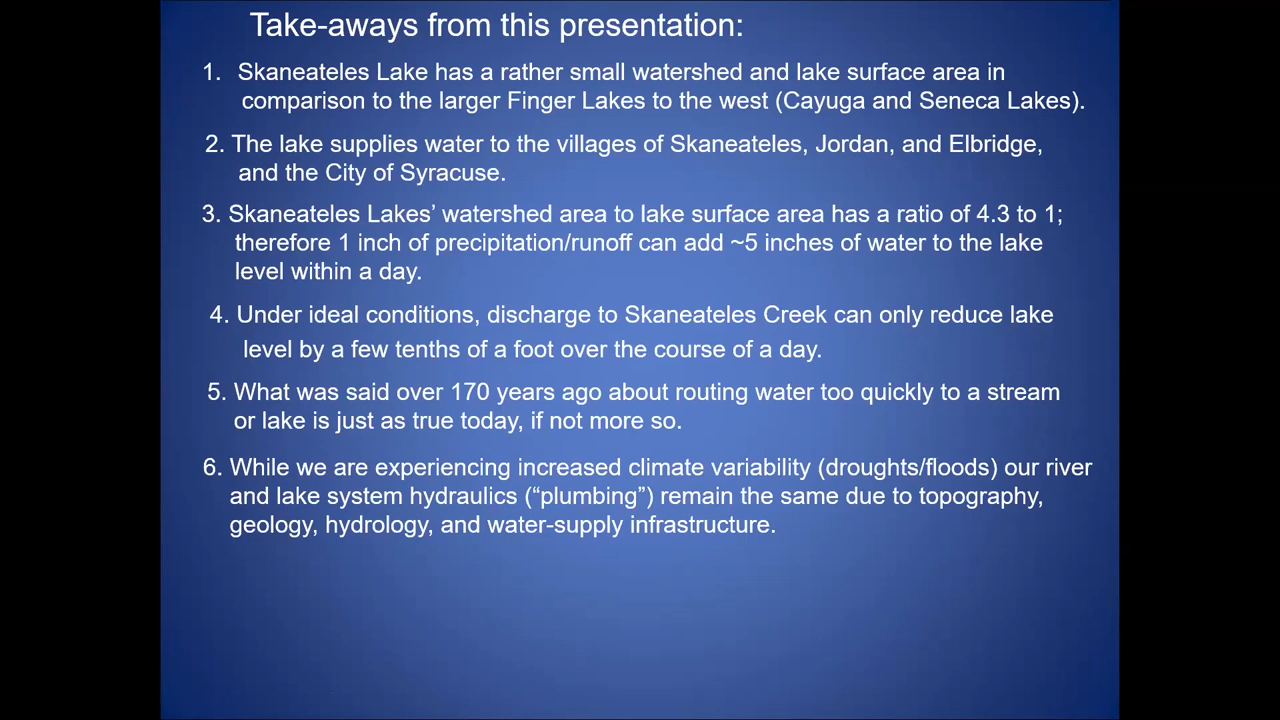 Take-aways from this presentation:
1. Skaneateles Lake has a rather small watershed and lake surface area in
comparison to the larger Finger Lakes to the west (Cayuga and Seneca Lakes).
2. The lake supplies water to the villages of Skaneateles, Jordan, and Elbridge,
and the City of Syracuse.
3. Skaneateles Lakes’ watershed area to lake surface area has a ratio of 4.3 to 1;
therefore 1 inch of precipitation/runoff can add ~5 inches of water to the lake
level within a day.
4. Under ideal conditions, discharge to Skaneateles Creek can only reduce lake
level by a few tenths of a foot over the course of a day.
5. What was said over 170 years ago about routing water too quickly to a stream
or lake is just as true today, if not more so.
6. While we are experiencing increased climate variability (droughts/floods) our river
and lake system hydraulics (“plumbing”) remain the same due to topography,
geology, hydrology, and water-supply infrastructure.